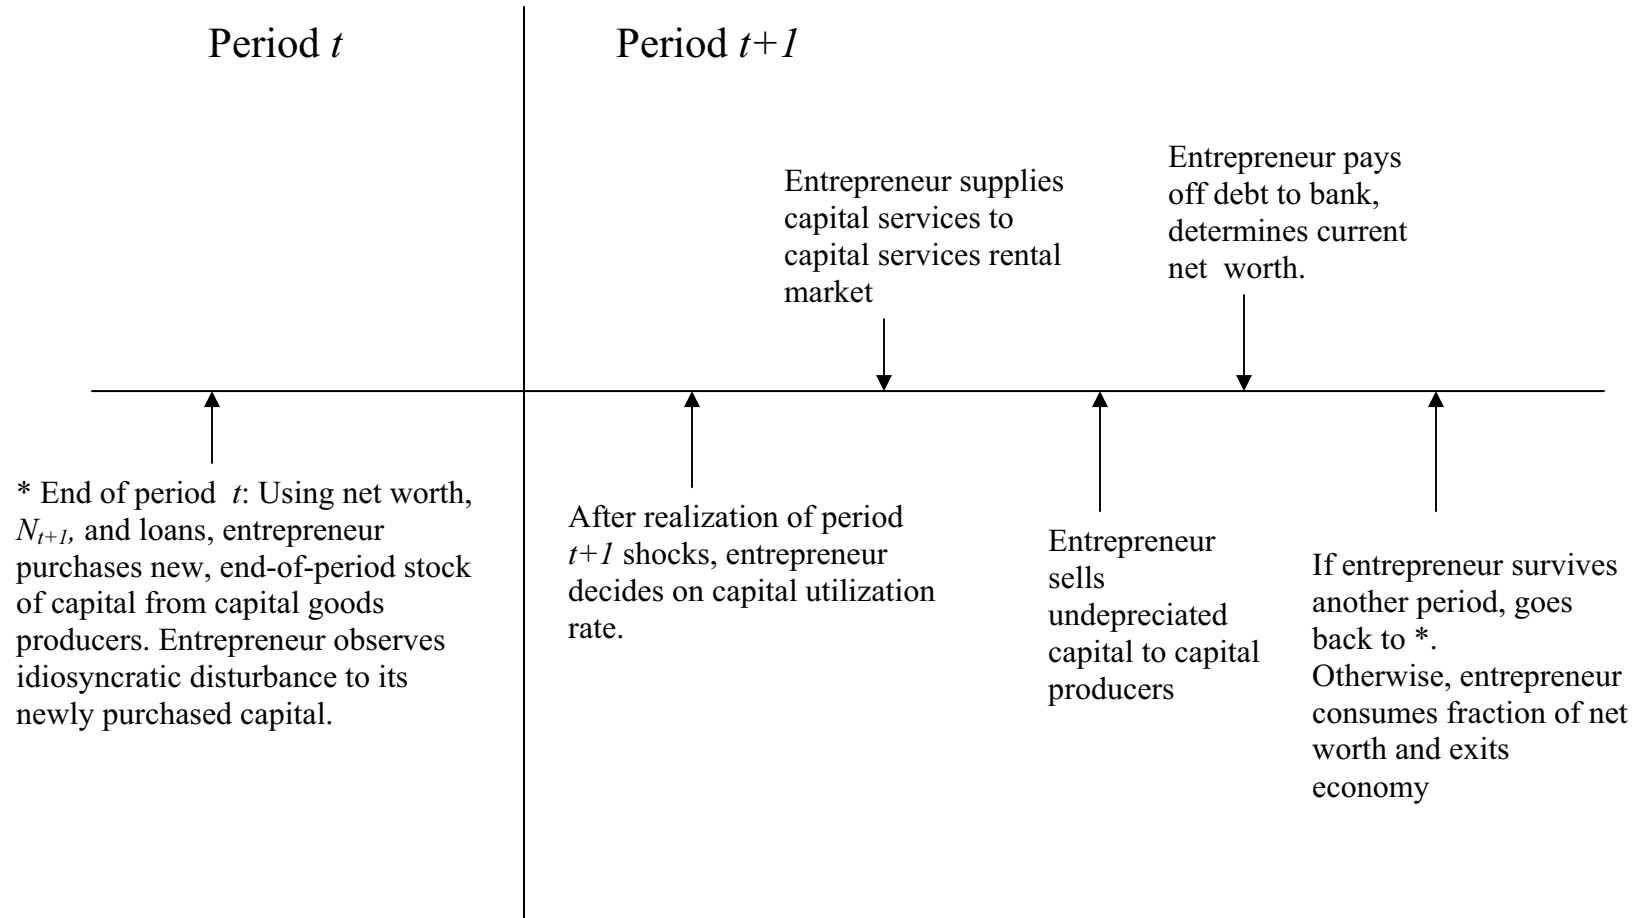 Period t
Period t+1
Entrepreneur supplies
capital services to
capital services rental
market
Entrepreneur pays
off debt to bank,
determines current
net worth.
* End of period t: Using net worth,
Nt+1, and loans, entrepreneur
purchases new, end-of-period stock
of capital from capital goods
producers. Entrepreneur observes
idiosyncratic disturbance to its
newly purchased capital.
After realization of period
t+1 shocks, entrepreneur
decides on capital utilization
rate.
Entrepreneur
sells
undepreciated
capital to capital
producers
If entrepreneur survives
another period, goes
back to *.
Otherwise, entrepreneur
consumes fraction of net
worth and exits
economy